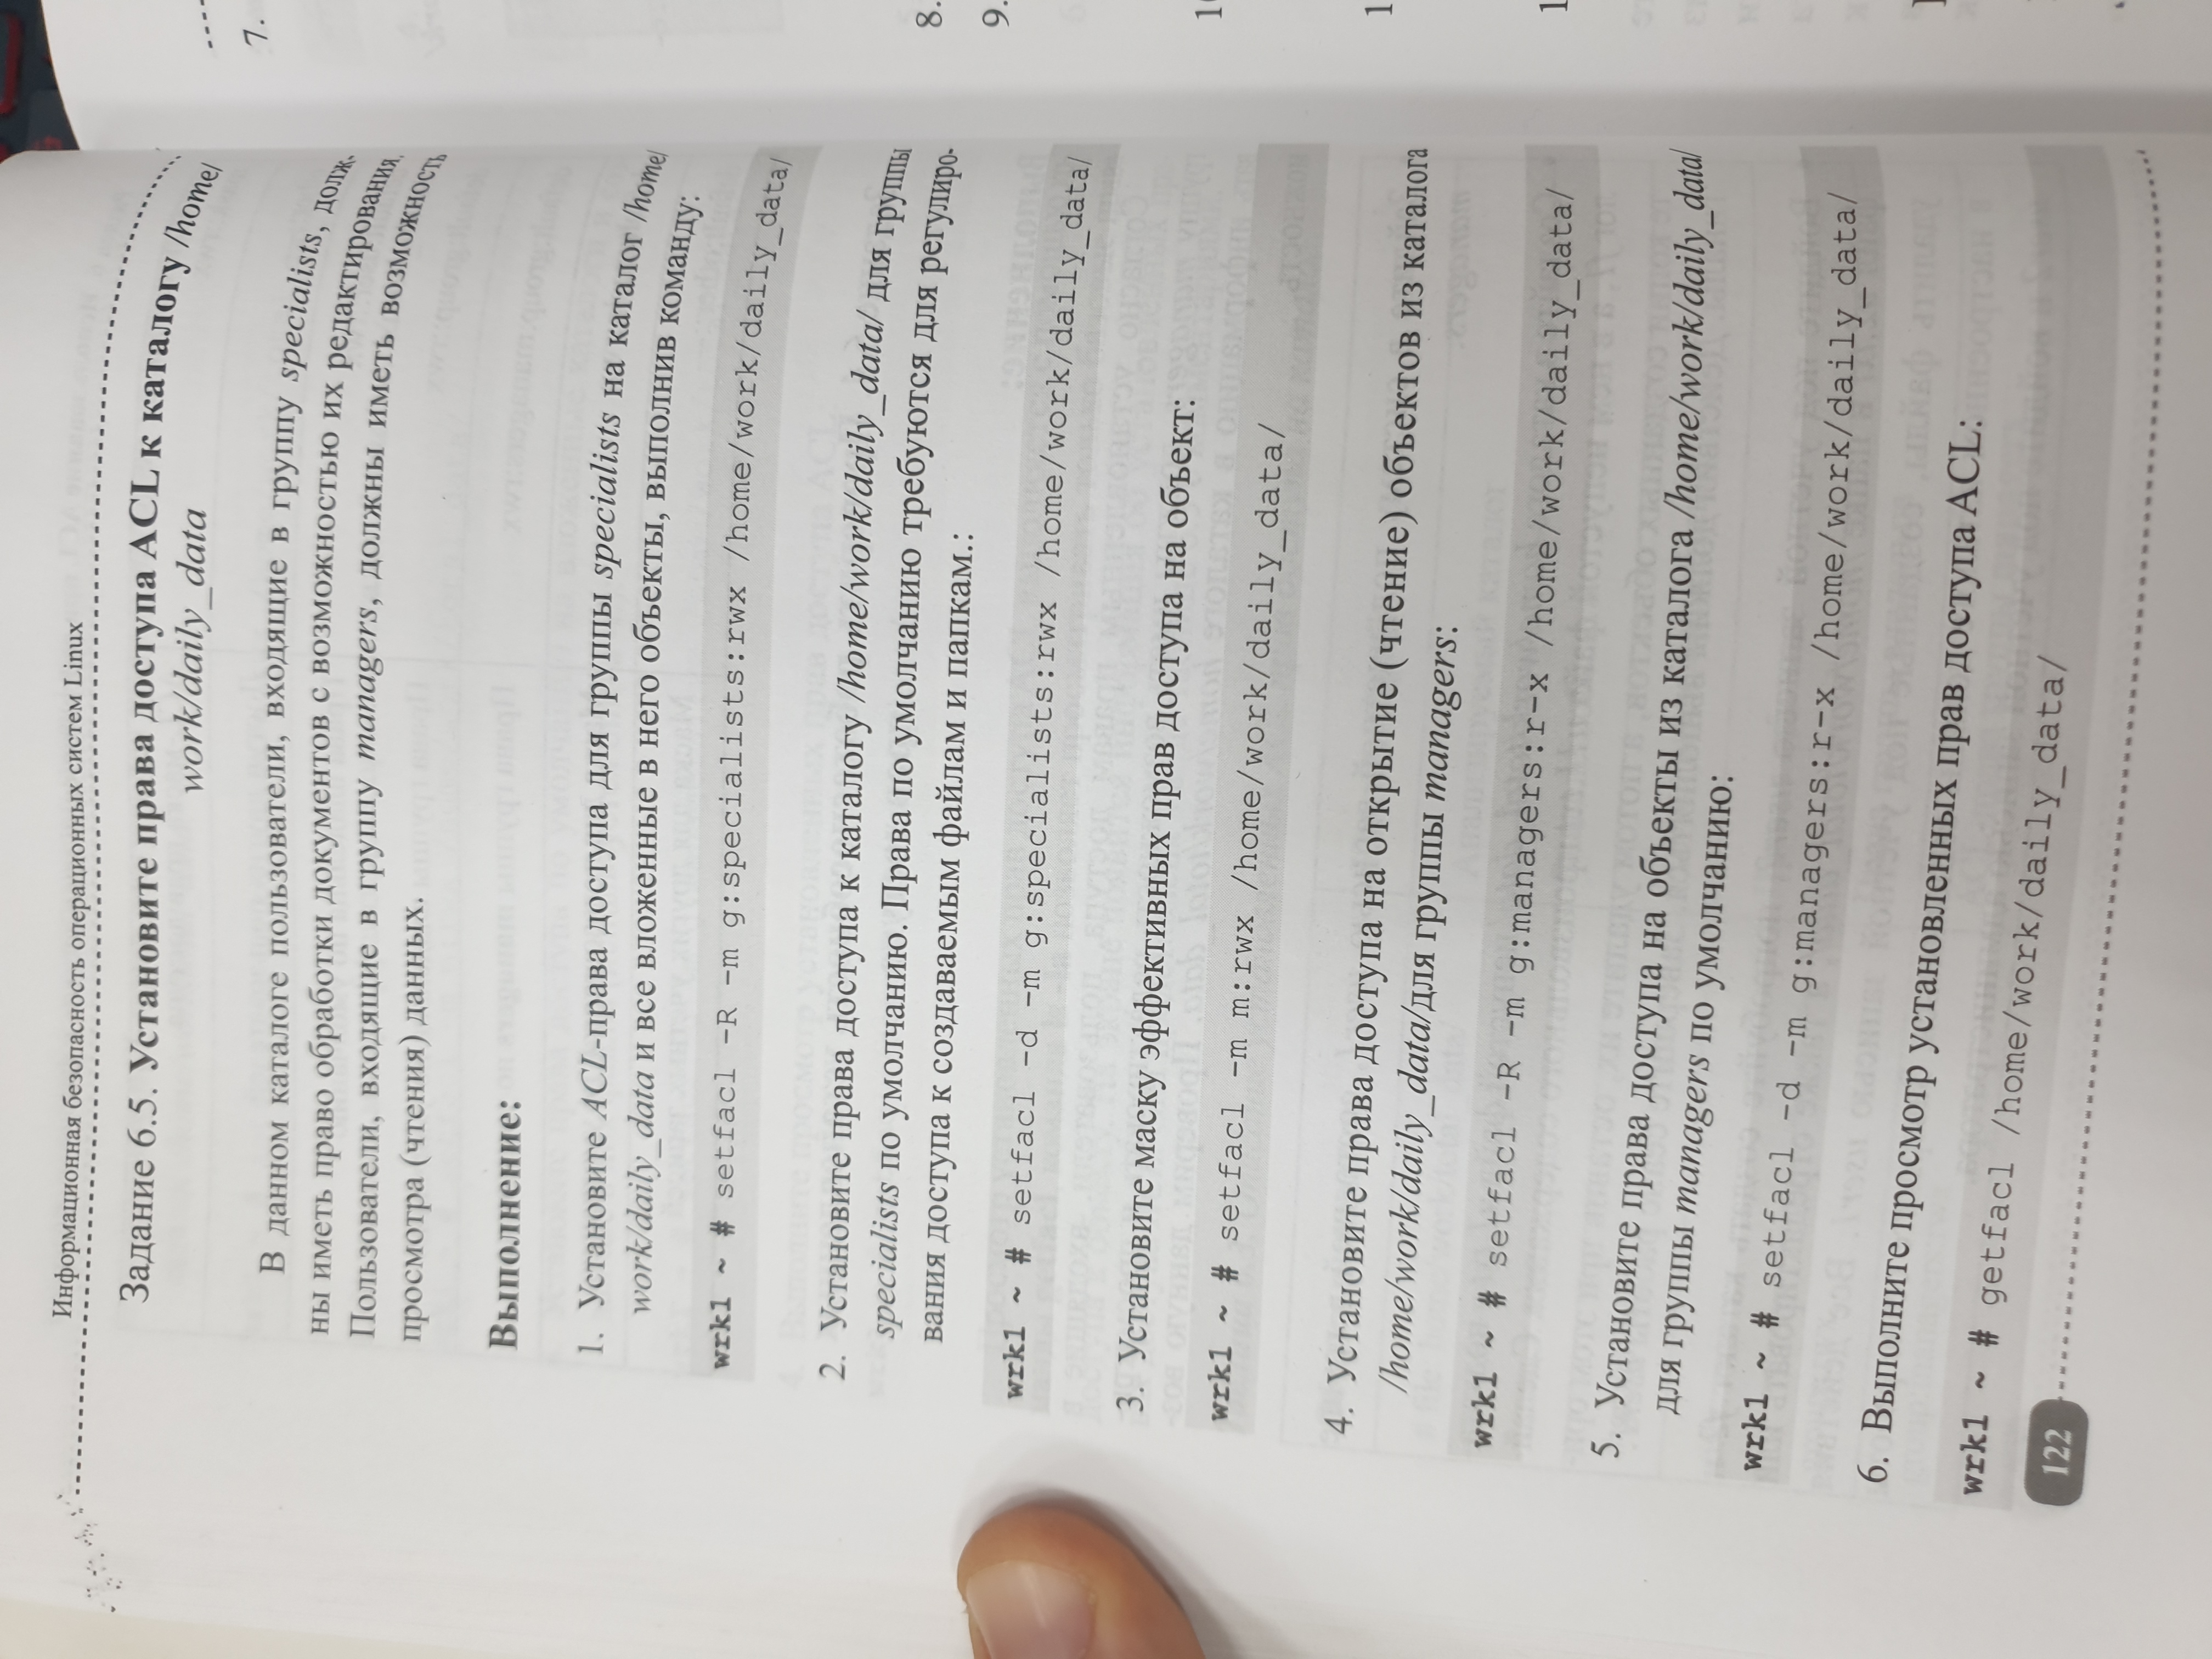 Информационная безопасность операционных систем Linux
Задание 6.5. Установите права доступа ACL к каталогу /home/
work/daily_data
В данном каталоге пользователи, входящие в группу specialists, долж-
ны иметь право обработки документов с возможностью их редактирования.
Пользователи, входящие в группу managers, должны иметь возможность
просмотра (чтения) данных.
Выполнение:
1. Установите ACL-права доступа для группы specialists на каталог /home/
work/daily_data и все вложенные в него объекты, выполнив команду:
wrk1 ~ # setfacl -R -m g:specialists:rwx /home/work/daily_data/
2. Установите права доступа к каталогу /home/work/daily_data/ для группы
specialists по умолчанию. Права по умолчанию требуются для регулиро-
вания доступа к создаваемым файлам и папкам.:
wrk1 ~ # setfacl -d -m g:specialists:rwx /home/work/daily_data/
3. Установите маску эффективных прав доступа на объект:
wrk1 ~ # setfacl -m m:rwx /home/work/daily_data/
4. Установите права доступа на открытие (чтение) объектов из каталога
/home/work/daily_data/для группы managers:
wrk1 ~ # setfacl -R -m g:managers:r-x /home/work/daily_data/
5. Установите права доступа на объекты из каталога /home/work/daily_data/
для группы managers по умолчанию:
wrk1 ~ # setfacl -d -m g:managers:r-x /home/work/daily_data/
6. Выполните просмотр установленных прав доступа ACL:
wrk1 ~ # getfacl /home/work/daily_data/
122
7.
8.
9.